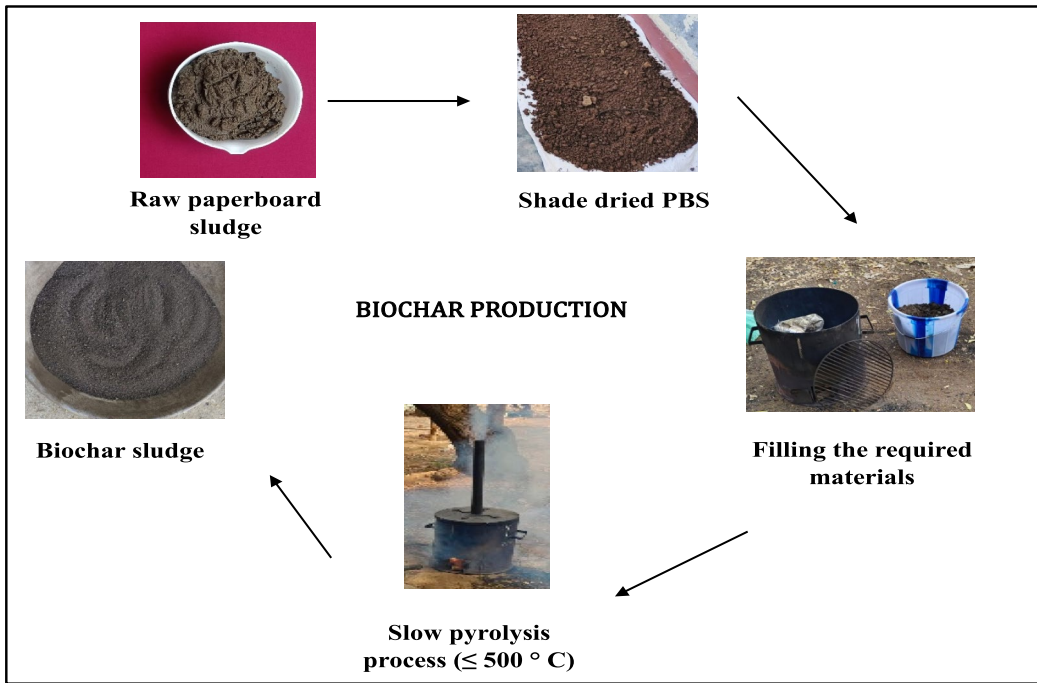 Raw paperboard
sludge
Shade dried PBS
BIOCHAR PRODUCTION
Filling the required
materials
Slow pyrolysis
process (≤ 500 ° C)
Biochar sludge